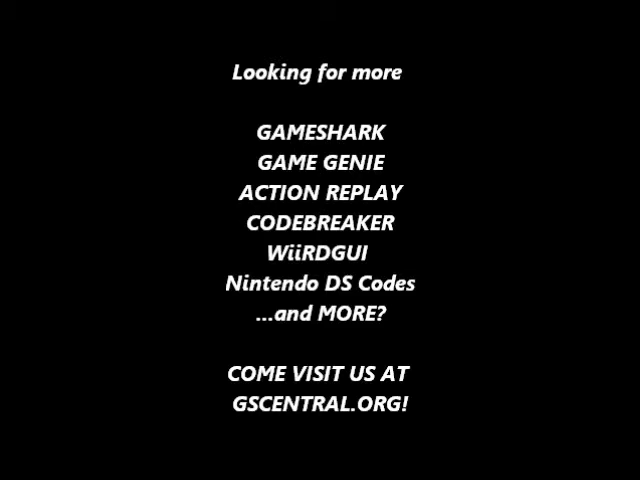 Looking for more
GAMESHARK
GAME GENIE
ACTION REPLAY
CODEBREAKER
WiiRDGUI
Nintendo DS Codes
...and MORE?
COME VISIT US AT
GSCENTRAL.ORG!